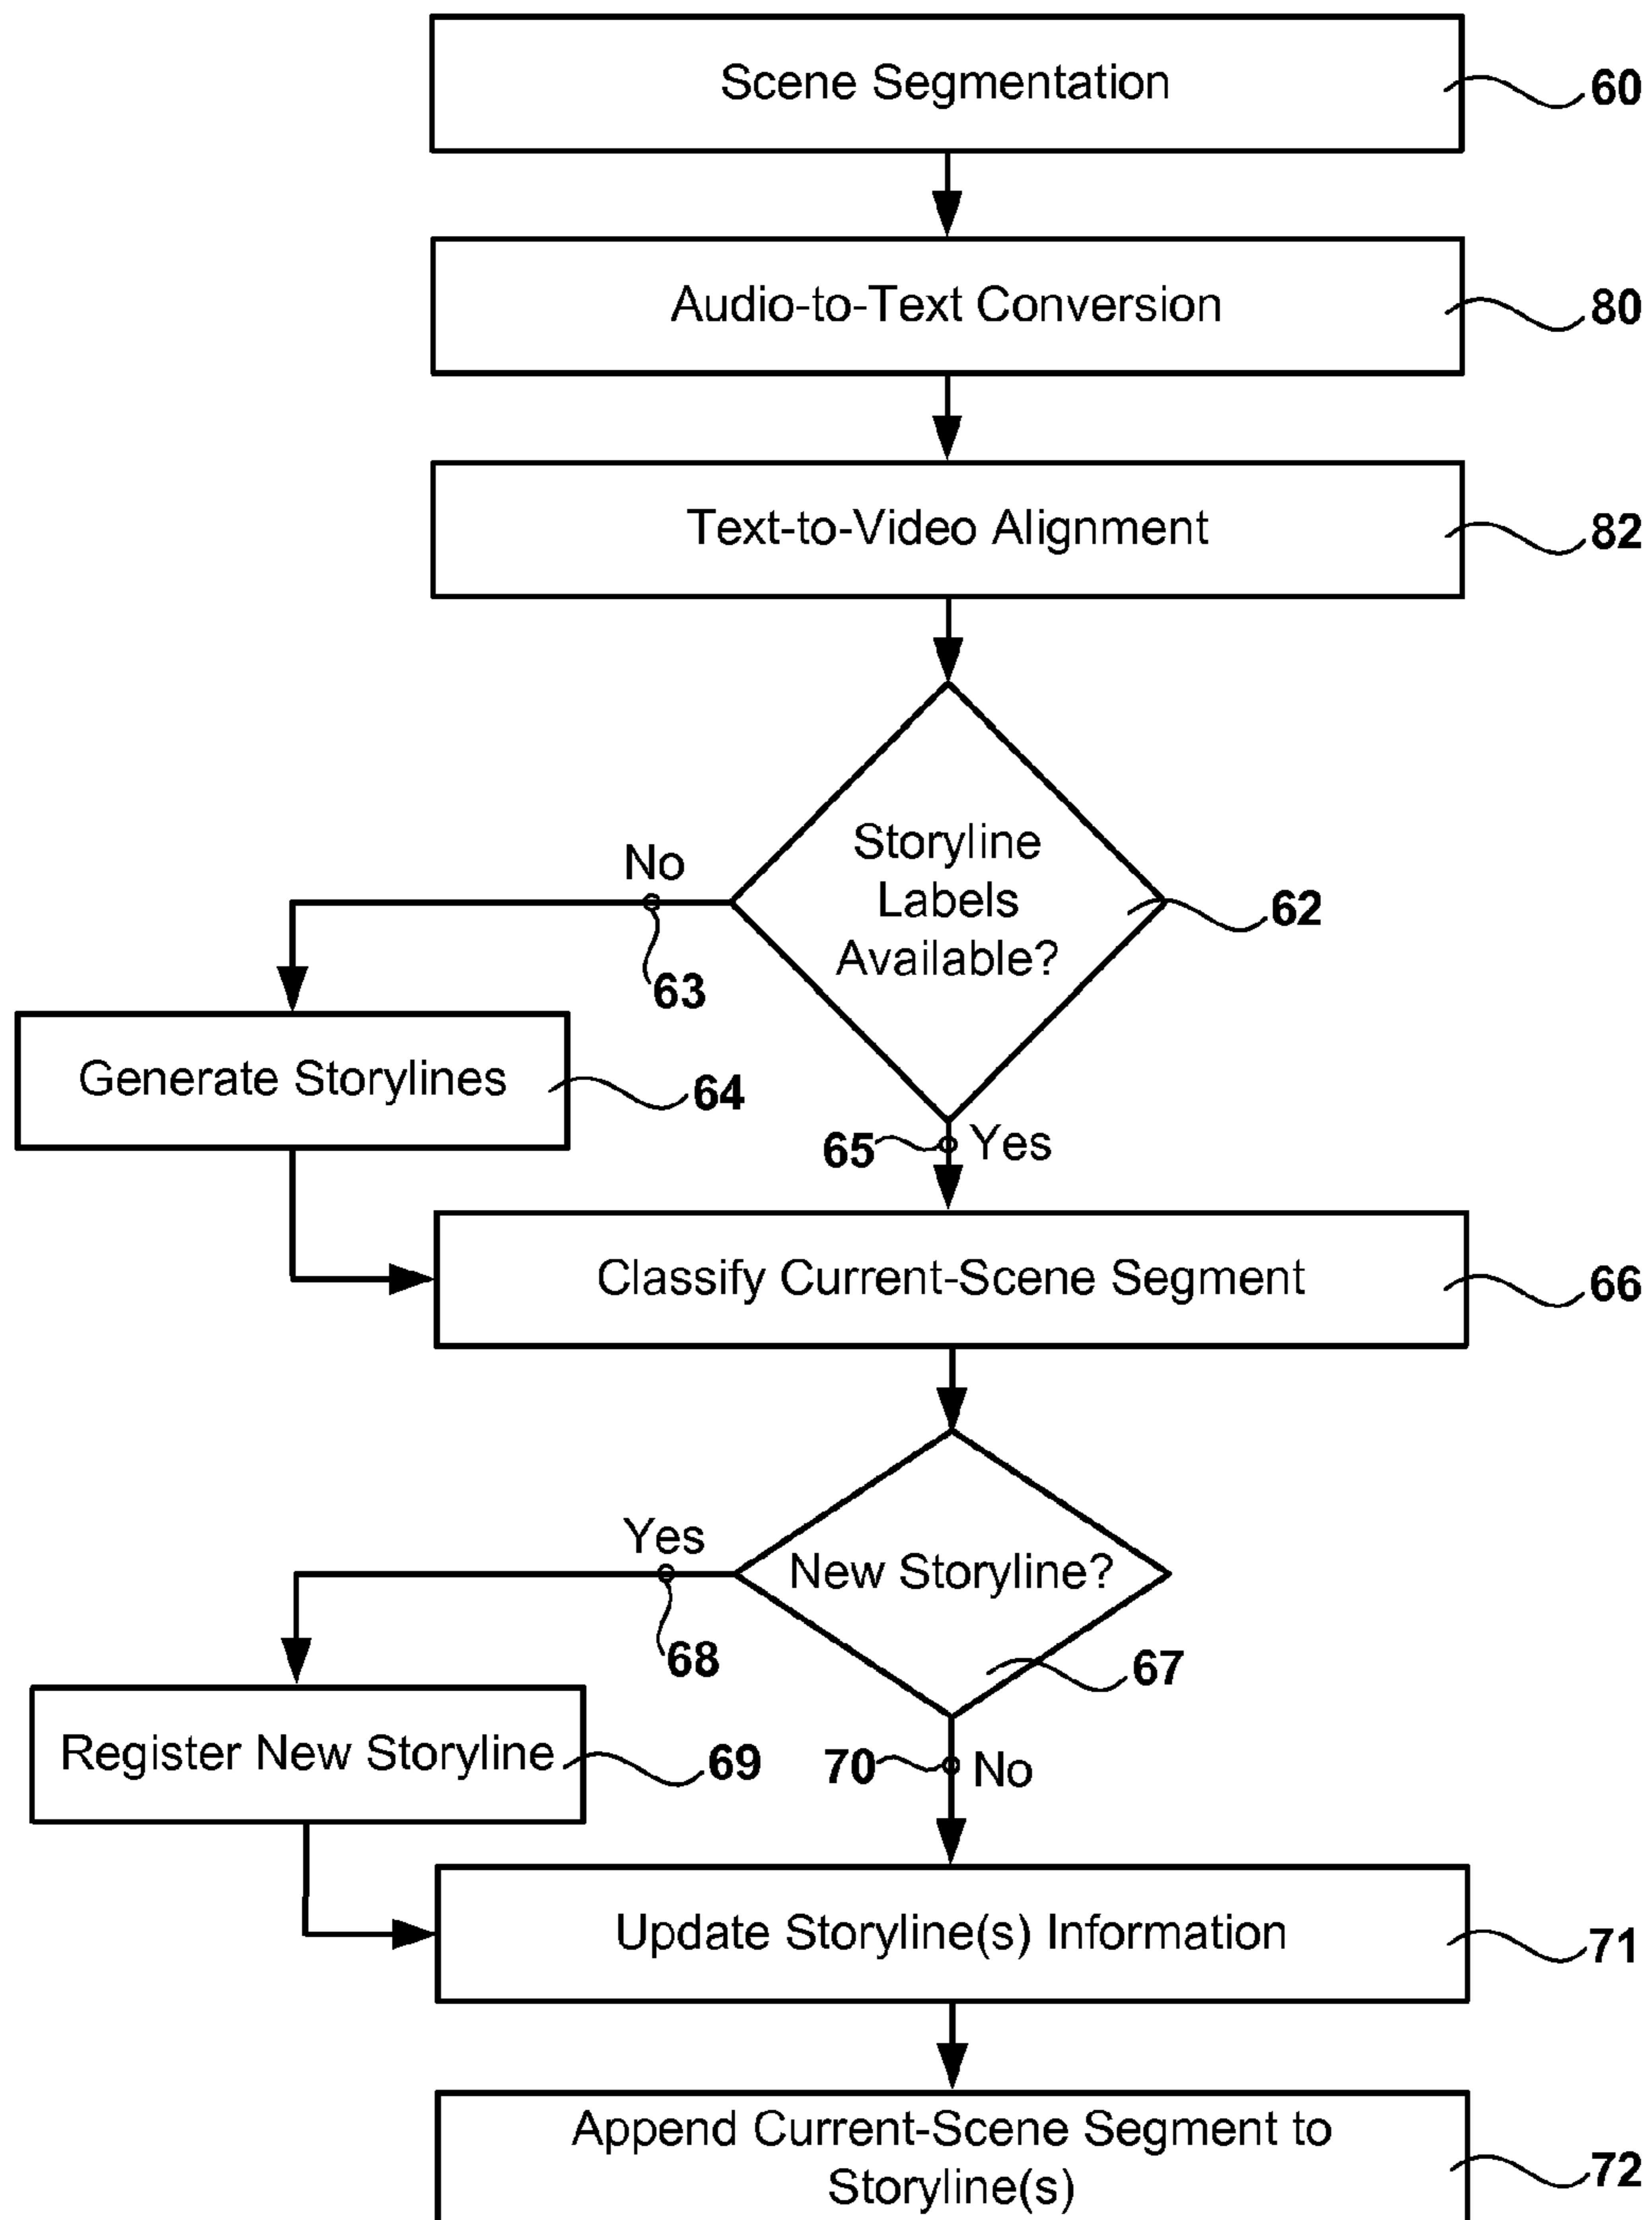 Scene Segmentation
60
Audio-to-Text Conversion
80
Text-to-Video Alignment
82
Storyline
Labels
Available?
62
No
63
Generate Storylines
64
65
Yes
Classify Current-Scene Segment
66
New Storyline?
67
Yes
68
Register New Storyline
69
70
No
Update Storyline(s) Information
71
Append Current-Scene Segment to
Storyline(s)
72